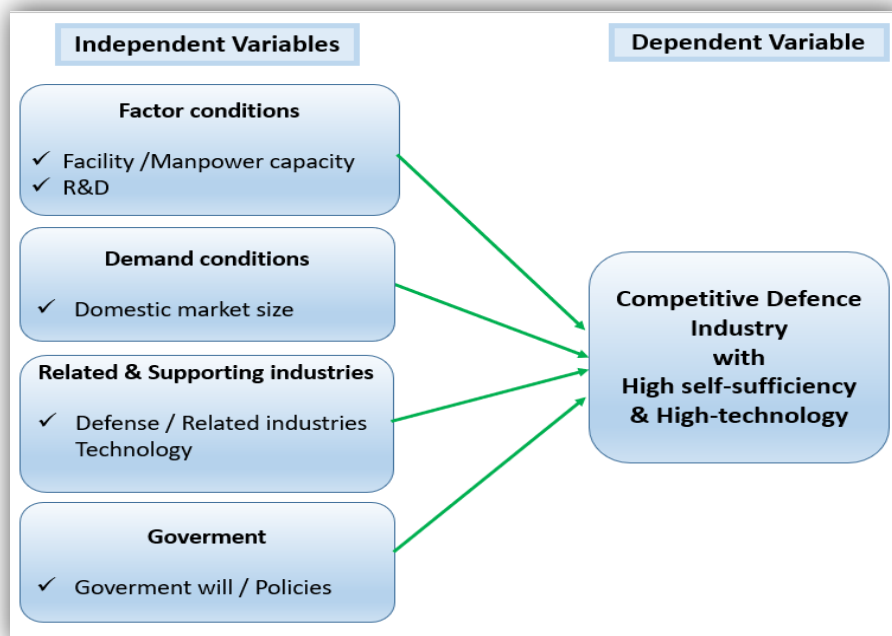 Independent Variables
Dependent Variable
Factor conditions
✓ Facility /Manpower capacity
✓ R&D
Demand conditions
✓ Domestic market size
Related & Supporting industries
✓ Defense / Related industries
Technology
Goverment
✓ Goverment will / Policies
Competitive Defence
Industry
with
High self-sufficiency
& High-technology